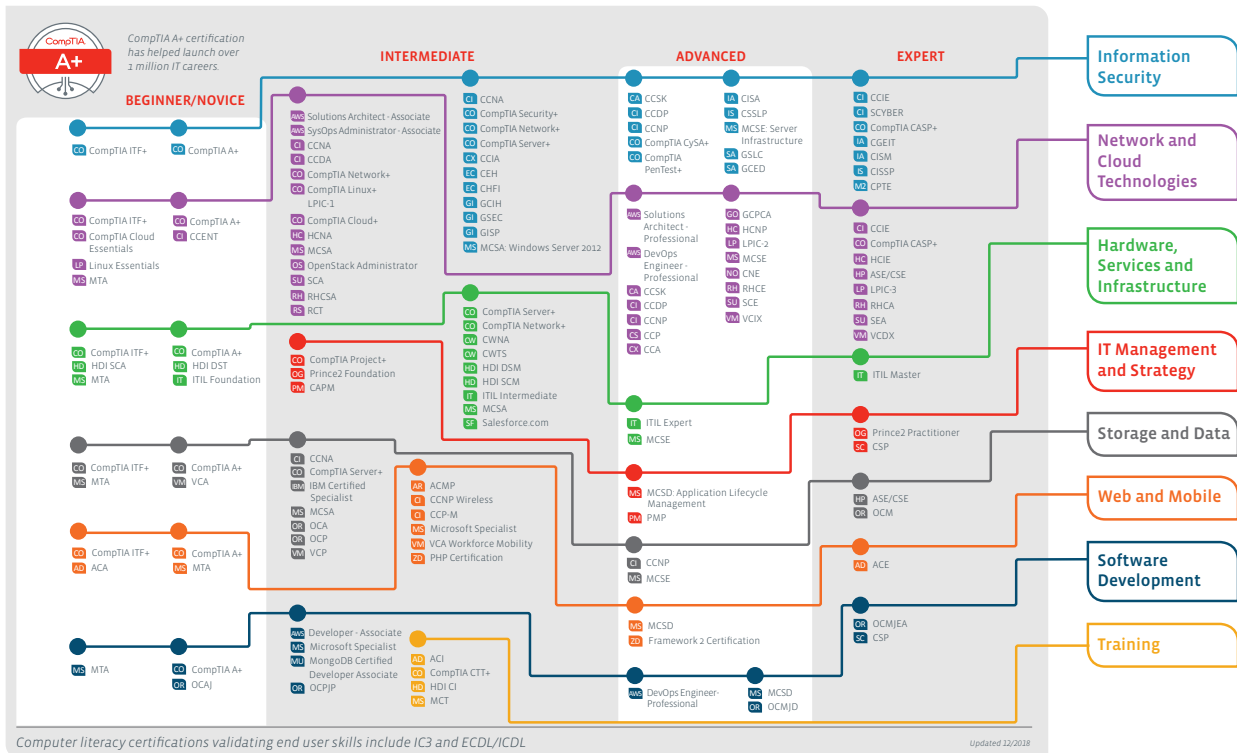 CompTIA
A+
CompTIA A+ certification
has helped launch over
1 million IT careers.
BEGINNER/NOVICE
INTERMEDIATE
ADVANCED
EXPERT
Information
Security
CO CompTIA ITF+
CO CompTIA A+
CI CCNA
CO CompTIA Security+
CO CompTIA Network+
CO CompTIA Server+
CX CCIA
EC CEH
EC CHFI
GI GCIH
GI GSEC
GI GISP
MS MCSA: Windows Server 2012
CA CCSK
CI CCDP
CI CCNP
CO CompTIA CySA+
CO CompTIA
PenTest+
IA CISA
IS CSSLP
MS MCSE: Server
Infrastructure
SA GSLC
SA GCED
CI CCIE
CI SCYBER
CO CompTIA CASP+
IA CGEIT
IA CISM
IS CISSP
M2 CPTE
Network and
Cloud
Technologies
CO CompTIA ITF+
CO CompTIA Cloud
Essentials
LP Linux Essentials
MS MTA
CO CompTIA A+
CI CCENT
AWS Solutions Architect - Associate
AWS SysOps Administrator - Associate
CI CCNA
CI CCDA
CO CompTIA Network+
CO CompTIA Linux+
LPIC-1
CO CompTIA Cloud+
HC HCNA
MS MCSA
OS OpenStack Administrator
SU SCA
RH RHCSA
RS RCT
AWS Solutions
Architect -
Professional
AWS DevOps
Engineer -
Professional
CA CCSK
CI CCDP
CI CCNP
CS CCP
CX CCA
GO GCPCA
HC HCNP
LP LPIC-2
MS MCSE
NO CNE
RH RHCE
SU SCE
VM VCIX
CI CCIE
CO CompTIA CASP+
HC HCIE
HP ASE/CSE
LP LPIC-3
RH RHCA
SU SEA
VM VCDX
Hardware,
Services and
Infrastructure
CO CompTIA ITF+
HD HDI SCA
MS MTA
CO CompTIA A+
HD HDI DST
IT ITIL Foundation
CO CompTIA Server+
CO CompTIA Network+
CW CWNA
CW CWTS
HD HDI DSM
HD HDI SCM
IT ITIL Intermediate
MS MCSA
SF Salesforce.com
IT ITIL Expert
MS MCSE
IT ITIL Master
IT Management
and Strategy
CO CompTIA Project+
OG Prince2 Foundation
PM CAPM
MS MCSD: Application Lifecycle
Management
PM PMP
OG Prince2 Practitioner
SC CSP
Storage and Data
CO CompTIA ITF+
MS MTA
CO CompTIA A+
VM VCA
CI CCNA
CO CompTIA Server+
IBM IBM Certified
Specialist
MS MCSA
OR OCA
OR OCP
VM VCP
CI CCNP
MS MCSE
HP ASE/CSE
OR OCM
Web and Mobile
CO CompTIA ITF+
AD ACA
CO CompTIA A+
MS MTA
AR ACMP
CI CCNP Wireless
CI CCP-M
MS Microsoft Specialist
VM VCA Workforce Mobility
ZD PHP Certification
MS MCSD
ZD Framework 2 Certification
AD ACE
Software
Development
MS MTA
CO CompTIA A+
OR OCAJ
AWS Developer - Associate
MS Microsoft Specialist
MU MongoDB Certified
Developer Associate
OR OCPJP
AWS DevOps Engineer-
Professional
MS MCSD
OR OCMJD
OR OCMJEA
SC CSP
Training
AD ACI
CO CompTIA CTT+
HD HDI CI
MS MCT
Computer literacy certifications validating end user skills include IC3 and ECDL/ICDL
Updated 12/2018